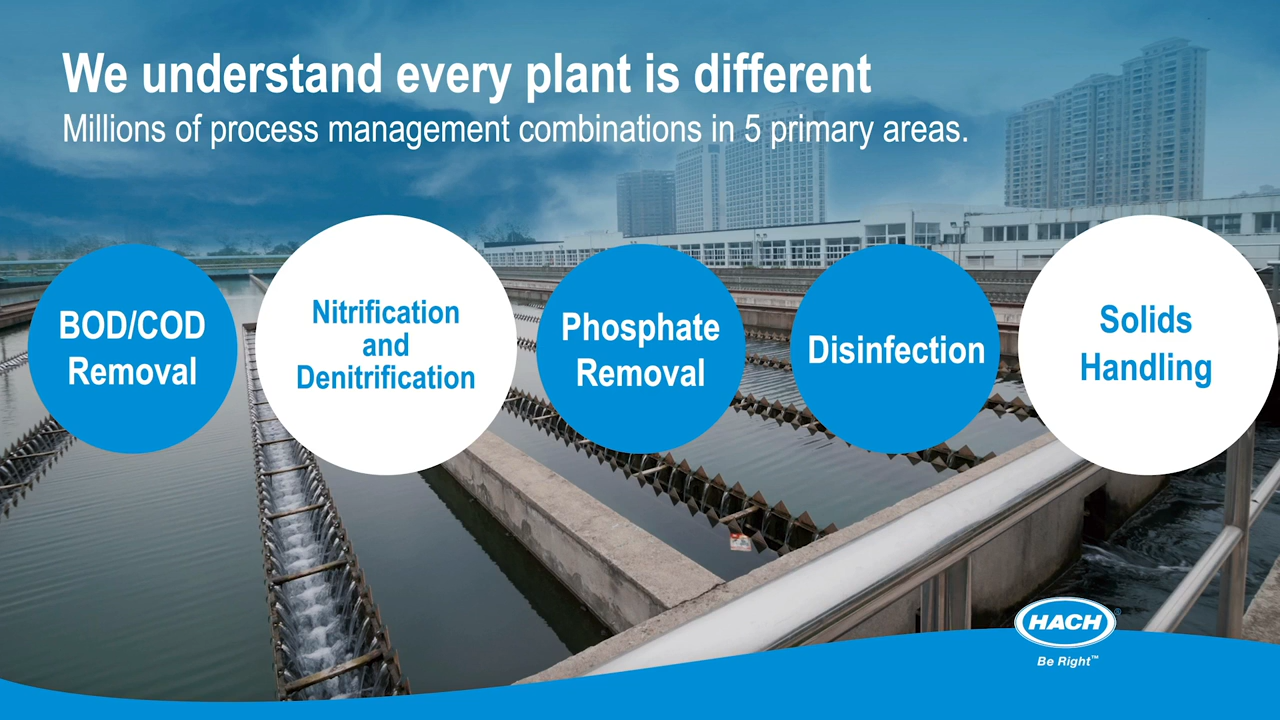 We understand every plant is different
Millions of process management combinations in 5 primary areas.
BOD/COD
Removal
Nitrification
and
Denitrification
Phosphate
Removal
Disinfection
Solids
Handling
HACH®
Be Right™